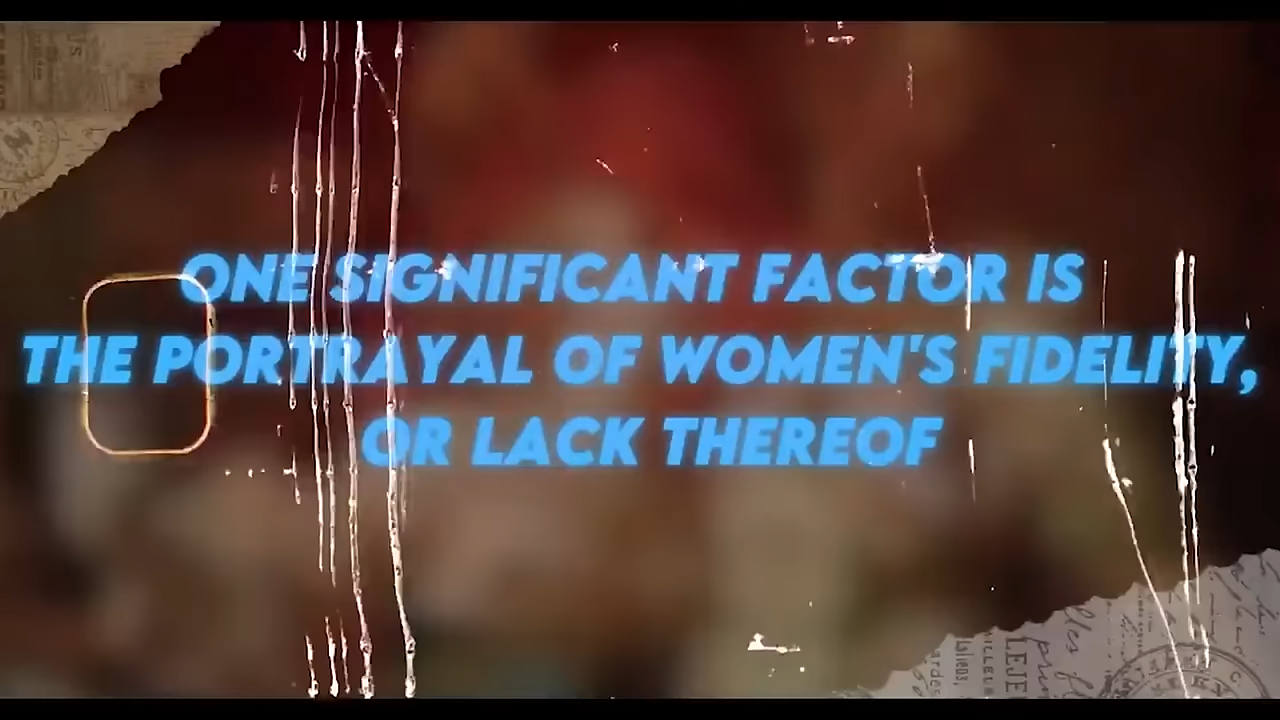 ONE SIGNIFICANT FACTOR IS
THE PORTRAYAL OF WOMEN'S FIDELITY,
OR LACK THEREOF